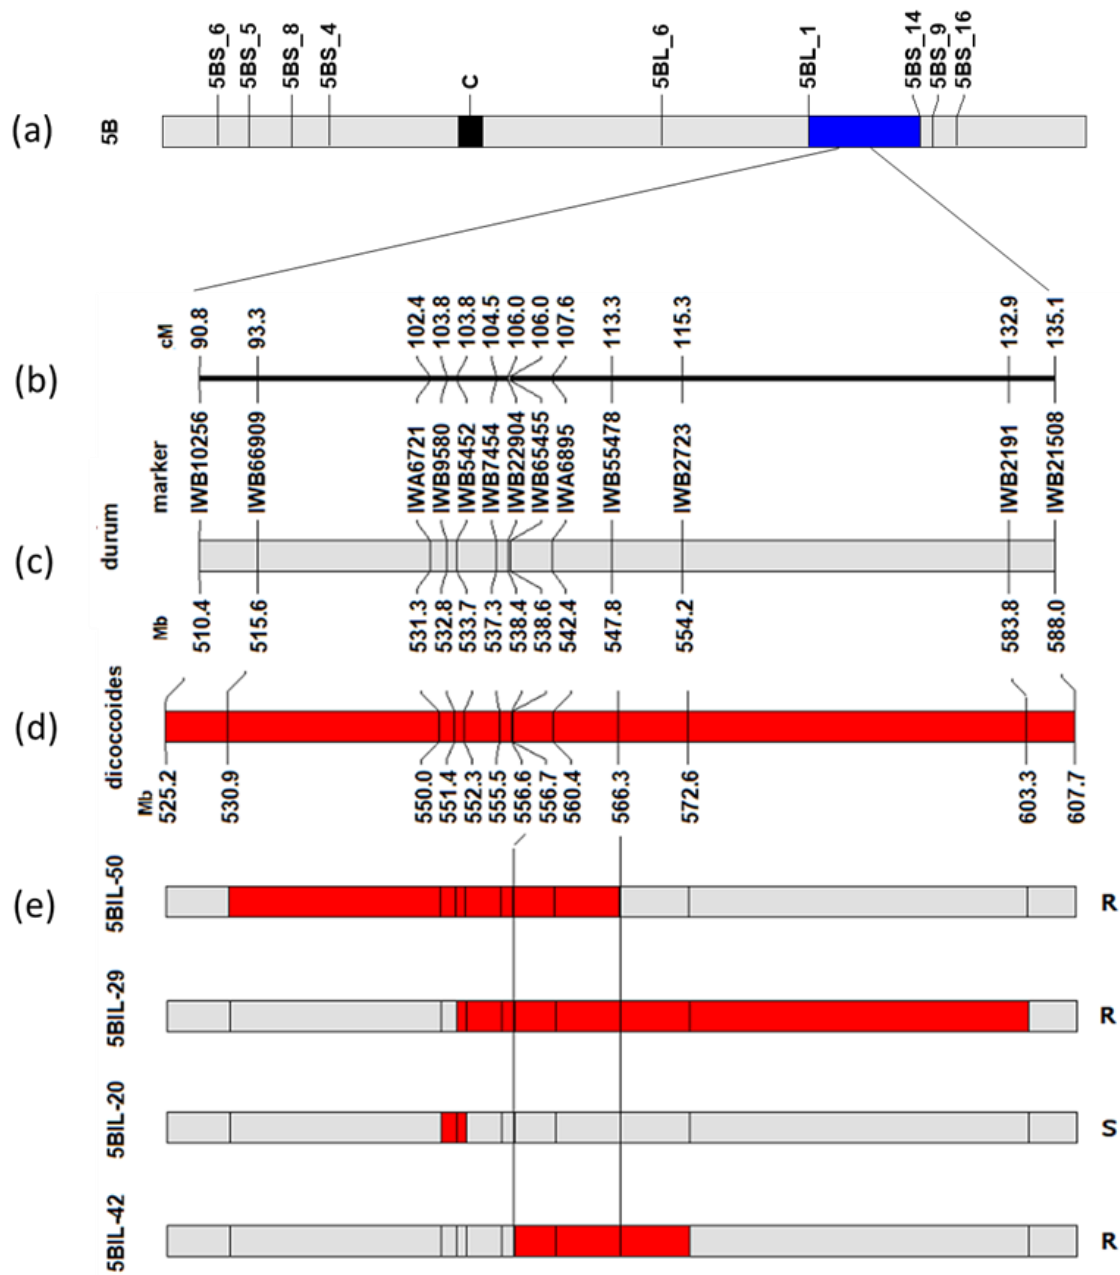 5BS_6 5BS_5 5BS_8 5BS_4 C 5BL_6 5BL_1 5BS_14 5BS_9 5BS_16
(a) 5B
cM 90.8 93.3 102.4 103.8 103.8 104.5 106.0 106.0 107.6 113.3 115.3 132.9 135.1
(b)
marker IWB10256 IWB66909 IWA6721 IWB9580 IWB5452 IWB7454 IWB22904 IWB65455 IWA6895 IWB55478 IWB2723 IWB2191 IWB21508
(c) durum
Mb 510.4 515.6 531.3 532.8 533.7 537.3 538.4 538.6 542.4 547.8 554.2 583.8 588.0
(d) dicoccoides
Mb 525.2 530.9 550.0 551.4 552.3 555.5 556.6 556.7 560.4 566.3 572.6 603.3 607.7
(e) 5BIL-50 R
5BIL-29 R
5BIL-20 S
5BIL-42 R